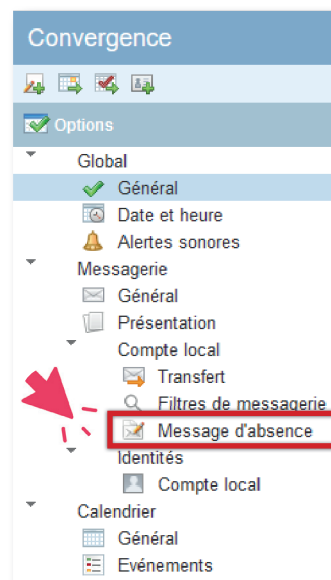 Convergence
Options
Global
Général
Date et heure
Alertes sonores
Messagerie
Général
Présentation
Compte local
Transfert
Filtres de messagerie
Message d'absence
Identités
Compte local
Calendrier
Général
Evénements